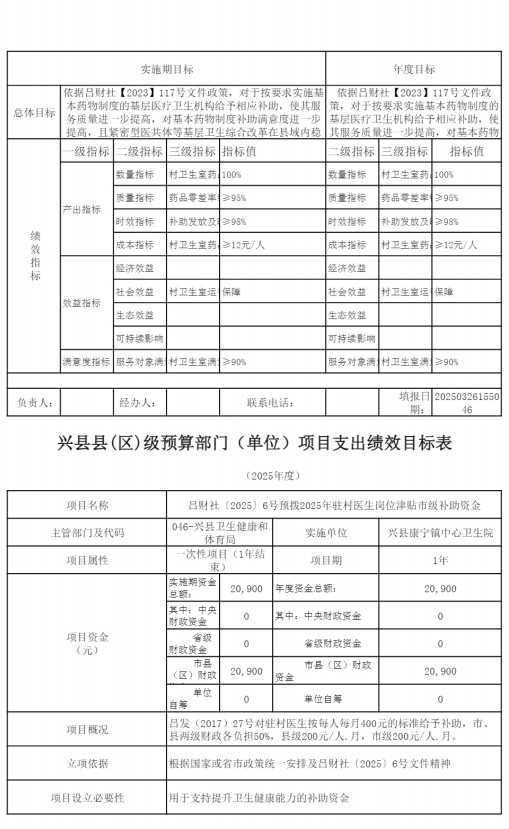 实施期目标 年度目标
总体目标
依据吕财社【2023】117号文件政策，对于按要求实施基
本药物制度的基层医疗卫生机构给予相应补助，使其服
务质量进一步提高，对基本药物制度补助满意度进一步
提高，且紧密型医共体等基层卫生综合改革在县域内稳
依据吕财社【2023】117号文件政
策，对于按要求实施基本药物制度的
基层医疗卫生机构给予相应补助，使
其服务质量进一步提高，对基本药物
绩效指标
一级指标 二级指标 三级指标 指标值 二级指标 三级指标 指标值
产出指标
数量指标 村卫生室药 100% 数量指标 村卫生室药 100%
质量指标 药品零差率 ≥95% 质量指标 药品零差率 ≥95%
时效指标 补助发放及 ≥98% 时效指标 补助发放及 ≥98%
成本指标 村卫生室药 ≥12元/人 成本指标 村卫生室药 ≥12元/人
效益指标
经济效益 经济效益
社会效益 村卫生室运 保障 社会效益 村卫生室运 保障
生态效益 生态效益
可持续影响 可持续影响
满意度指标 服务对象满 村卫生室满 ≥90% 服务对象满 村卫生室满 ≥90%
负责人： 经办人： 联系电话： 填报日期： 20250326155046
兴县县(区)级预算部门（单位）项目支出绩效目标表
（2025年度）
项目名称 吕财社〔2025〕6号预拨2025年驻村医生岗位津贴市级补助资金
主管部门及代码 046-兴县卫生健康和体育局 实施单位 兴县康宁镇中心卫生院
项目属性 一次性项目（1年结束） 项目期 1年
项目资金（元）
实施期资金总额： 20,900 年度资金总额： 20,900
其中：中央财政资金 0 其中：中央财政资金 0
省级财政资金 0 省级财政资金 0
市县（区）财政 20,900 市县（区）财政资金 20,900
单位自筹 0 单位自筹 0
项目概况
吕发（2017）27号对驻村医生按每人每月400元的标准给予补助，市、
县两级财政各负担50%，县级200元/人.月，市级200元/人.月。
立项依据 根据国家或省市政策统一安排及吕财社〔2025〕6号文件精神
项目设立必要性 用于支持提升卫生健康能力的补助资金